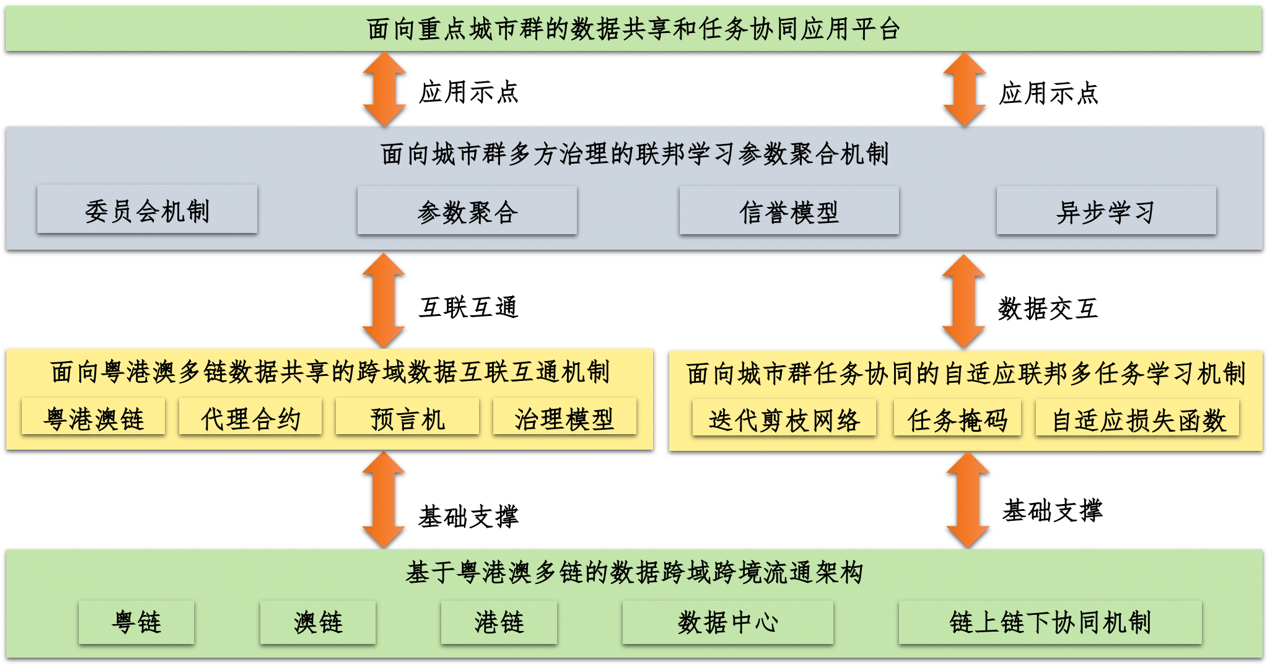 面向重点城市群的数据共享和任务协同应用平台
应用示点
应用示点
面向城市群多方治理的联邦学习参数聚合机制
委员会机制
参数聚合
信誉模型
异步学习
互联互通
数据交互
面向粤港澳多链数据共享的跨域数据互联互通机制
粤港澳链
代理合约
预言机
治理模型
面向城市群任务协同的自适应联邦多任务学习机制
迭代剪枝网络
任务掩码
自适应损失函数
基础支撑
基础支撑
基于粤港澳多链的数据跨域跨境流通架构
粤链
澳链
港链
数据中心
链上链下协同机制